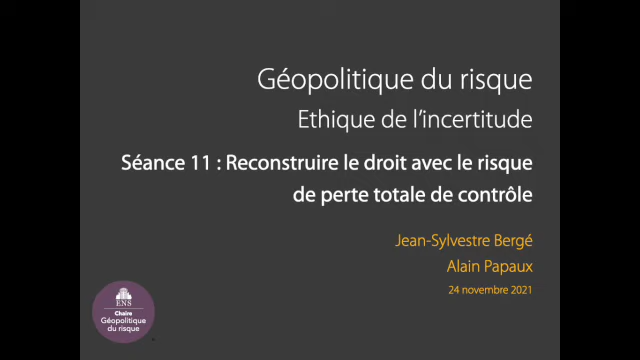 Géopolitique du risque
Ethique de l'incertitude
Séance 11 : Reconstruire le droit avec le risque
de perte totale de contrôle
Jean-Sylvestre Bergé
Alain Papaux
24 novembre 2021
ENS
Chaire
Géopolitique
du risque